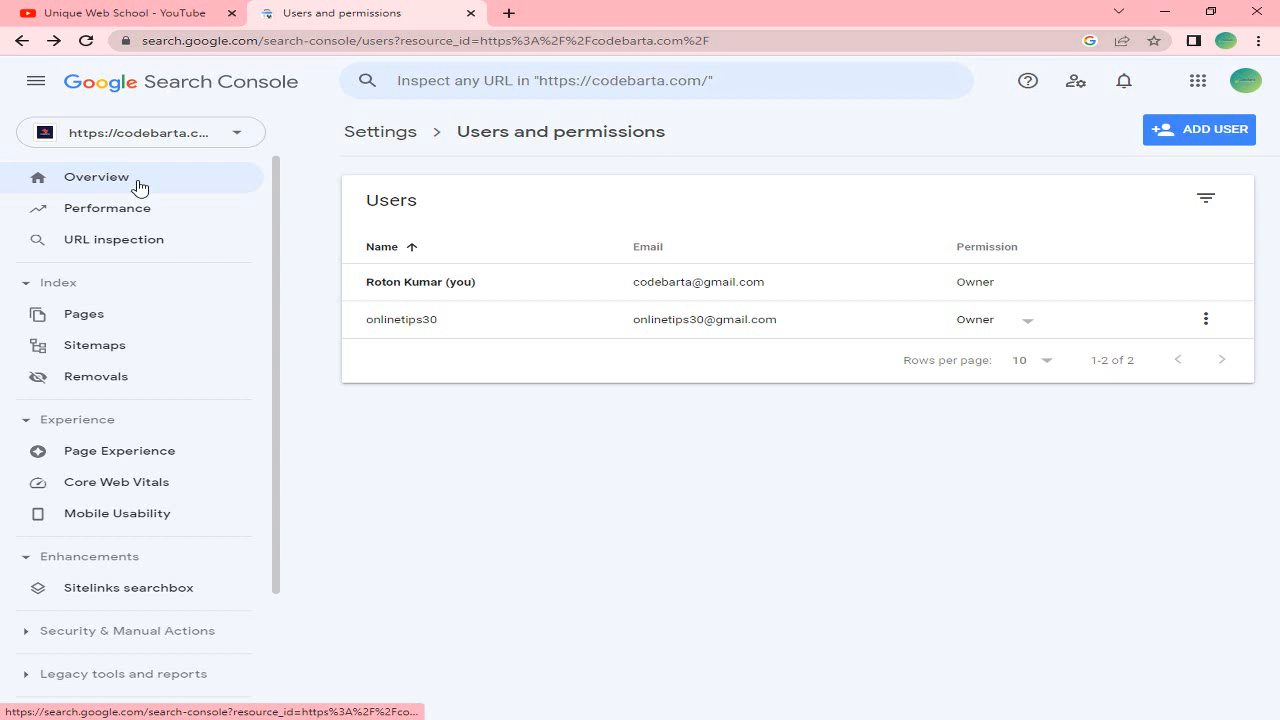 Unique Web School - YouTube
Users and permissions
search.google.com/search-console/users?resource_id=https%3A%2F%2Fcodebarta.com%2F
Google Search Console
Inspect any URL in "https://codebarta.com/"
https://codebarta.c...
Settings > Users and permissions
ADD USER
Overview
Performance
URL inspection
Index
Pages
Sitemaps
Removals
Experience
Page Experience
Core Web Vitals
Mobile Usability
Enhancements
Sitelinks searchbox
Security & Manual Actions
Legacy tools and reports
Users
Name Email Permission
Roton Kumar (you) codebarta@gmail.com Owner
onlinetips30 onlinetips30@gmail.com Owner
Rows per page: 10 1-2 of 2
https://search.google.com/search-console?resource_id=https%3A%2F%2Fco...